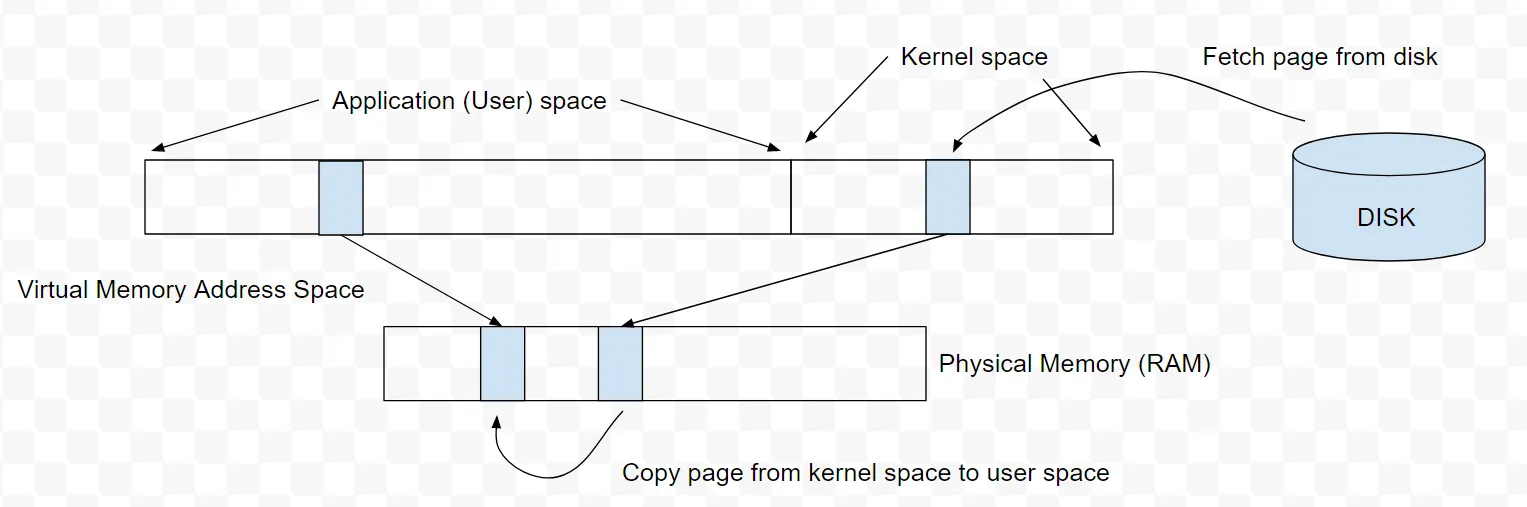 Kernel space
Fetch page from disk
Application (User) space
DISK
Virtual Memory Address Space
Physical Memory (RAM)
Copy page from kernel space to user space